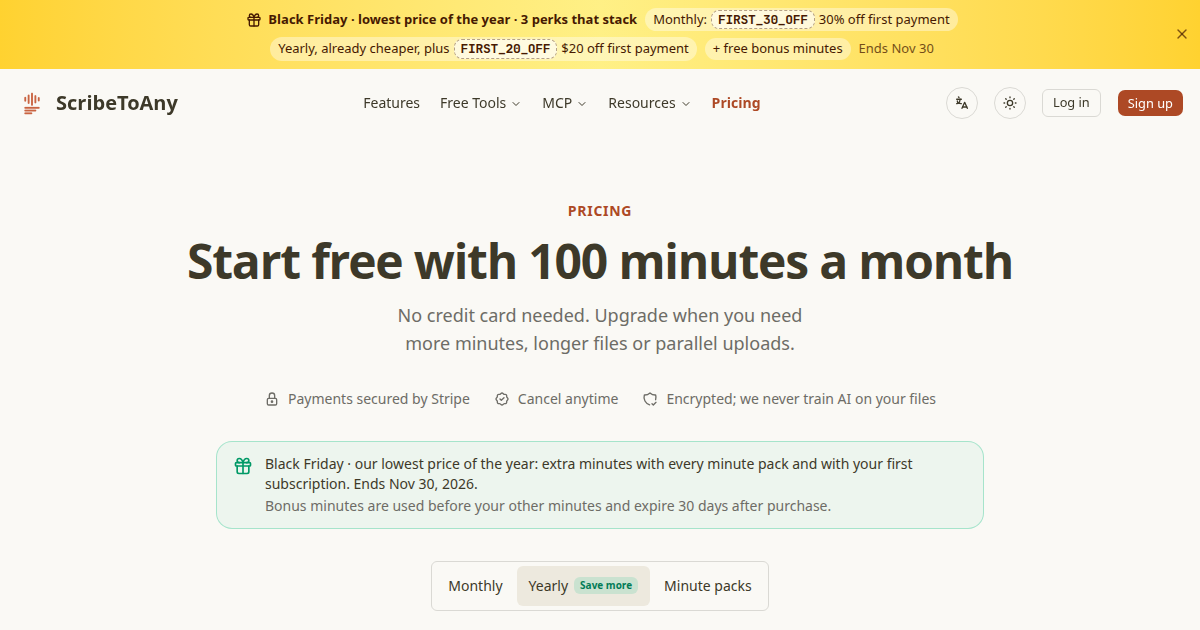 Black Friday · lowest price of the year · 3 perks that stack Monthly: FIRST_30_OFF 30% off first payment
Yearly, already cheaper, plus FIRST_20_OFF $20 off first payment + free bonus minutes Ends Nov 30
ScribeToAny Features Free Tools MCP Resources Pricing Log in Sign up
PRICING
Start free with 100 minutes a month
No credit card needed. Upgrade when you need
more minutes, longer files or parallel uploads.
Payments secured by Stripe Cancel anytime Encrypted; we never train AI on your files
Black Friday · our lowest price of the year: extra minutes with every minute pack and with your first
subscription. Ends Nov 30, 2026.
Bonus minutes are used before your other minutes and expire 30 days after purchase.
Monthly Yearly Save more Minute packs